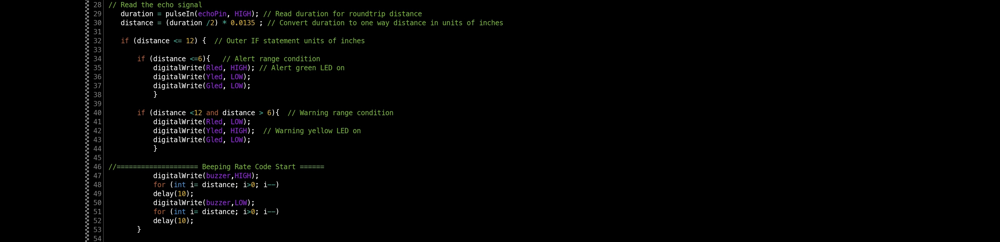 28 // Read the echo signal
29 duration = pulseIn(echoPin, HIGH); // Read duration for roundtrip distance
30 distance = (duration /2) * 0.0135 ; // Convert duration to one way distance in units of inches
31
32 if (distance <= 12) { // Outer IF statement units of inches
33
34 if (distance <=6){ // Alert range condition
35 digitalWrite(Rled, HIGH); // Alert green LED on
36 digitalWrite(Yled, LOW);
37 digitalWrite(Gled, LOW);
38 }
39
40 if (distance <12 and distance > 6){ // Warning range condition
41 digitalWrite(Rled, LOW);
42 digitalWrite(Yled, HIGH); // Warning yellow LED on
43 digitalWrite(Gled, LOW);
44 }
45
46 //==================== Beeping Rate Code Start ======
47 digitalWrite(buzzer,HIGH);
48 for (int i= distance; i>0; i--)
49 delay(10);
50 digitalWrite(buzzer,LOW);
51 for (int i= distance; i>0; i--)
52 delay(10);
53 }
54